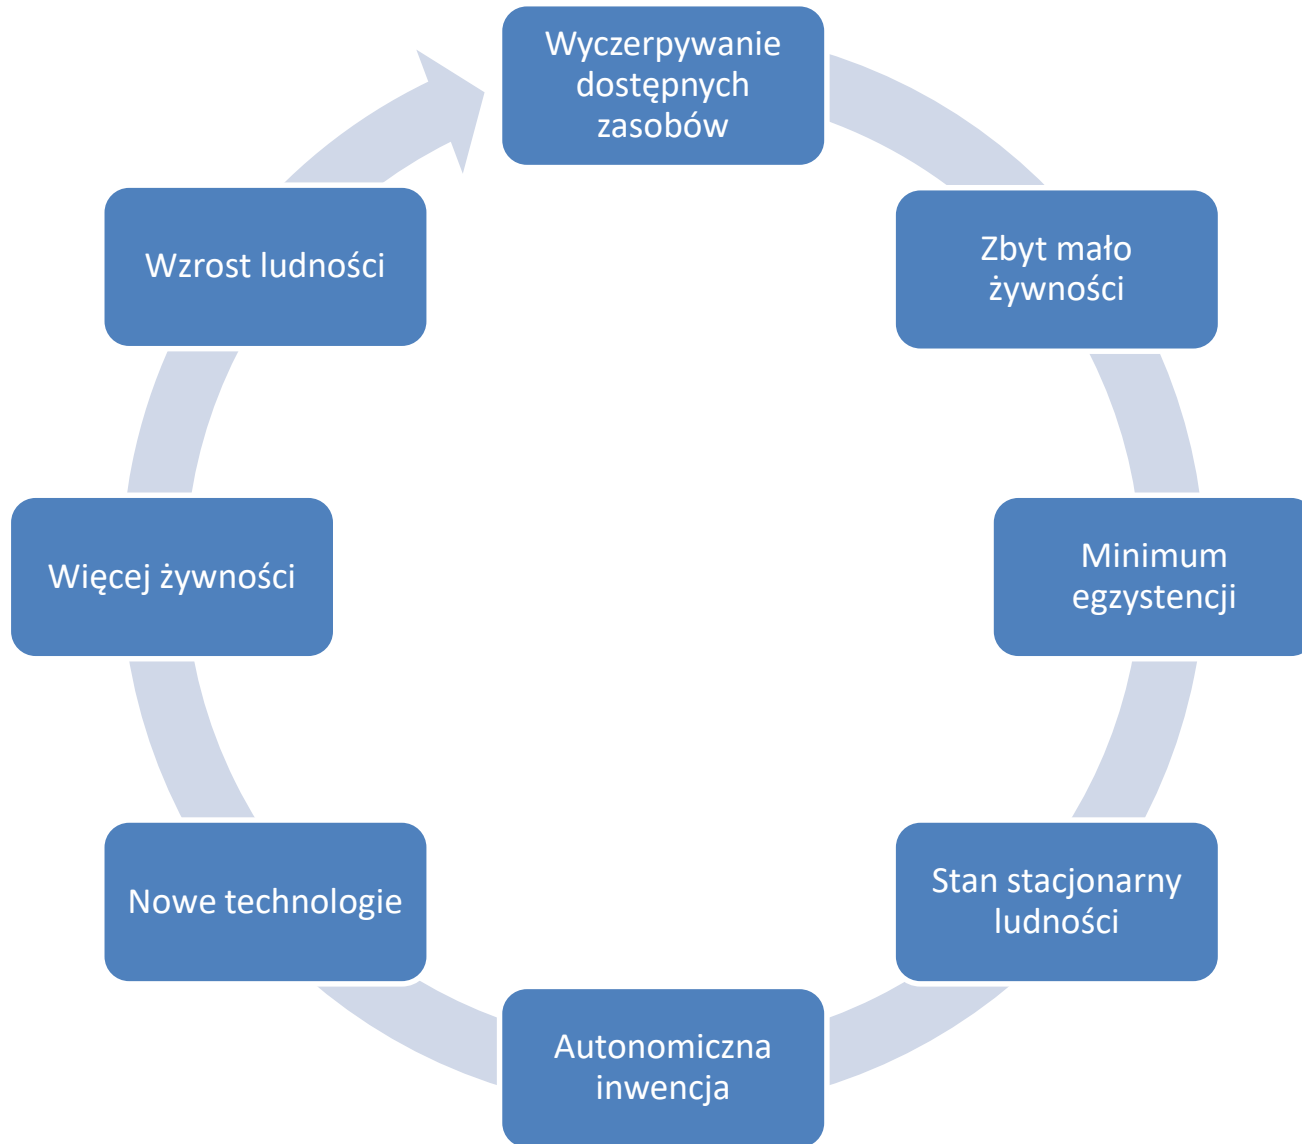 Wyczerpywanie
dostępnych
zasobów
Zbyt mało
żywności
Minimum
egzystencji
Stan stacjonarny
ludności
Autonomiczna
inwencja
Nowe technologie
Więcej żywności
Wzrost ludności